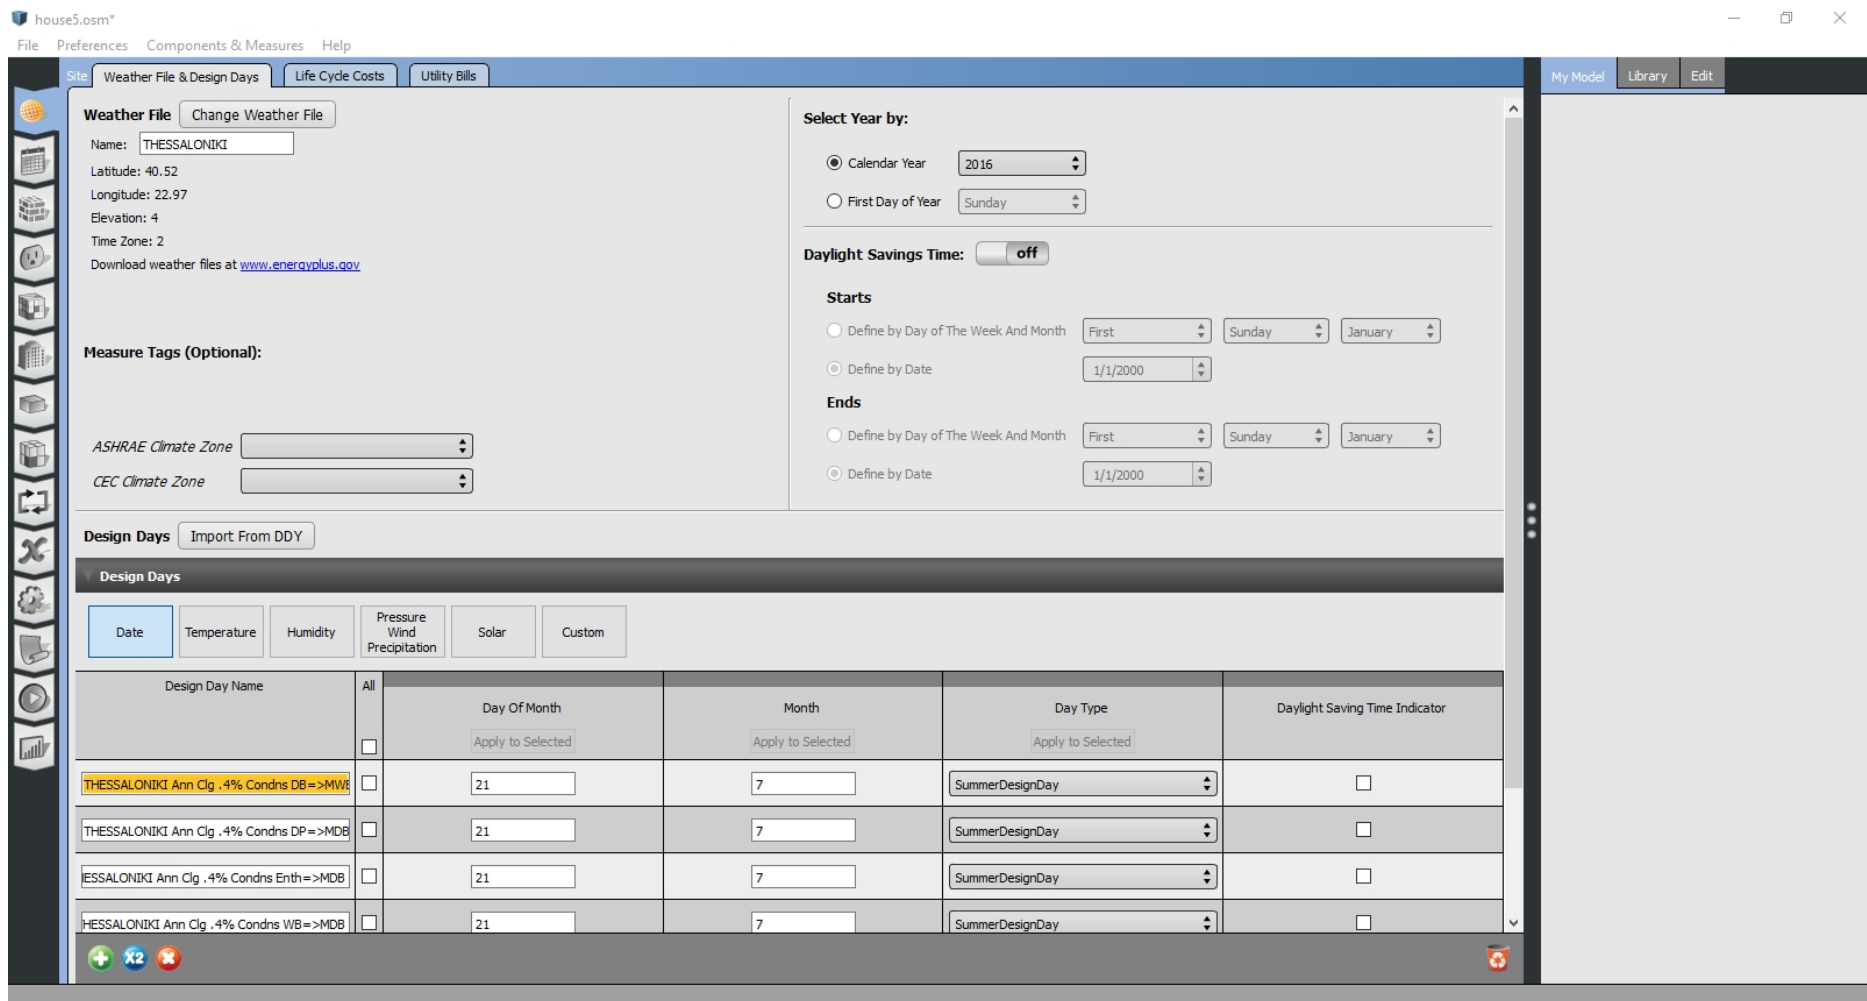 house5.osm*
File Preferences Components & Measures Help
Site Weather File & Design Days Life Cycle Costs Utility Bills
My Model Library Edit
Weather File Change Weather File
Name: THESSALONIKI
Latitude: 40.52
Longitude: 22.97
Elevation: 4
Time Zone: 2
Download weather files at www.energyplus.gov
Measure Tags (Optional):
ASHRAE Climate Zone
CEC Climate Zone
Select Year by:
Calendar Year 2016
First Day of Year Sunday
Daylight Savings Time: off
Starts
Define by Day of The Week And Month First Sunday January
Define by Date 1/1/2000
Ends
Define by Day of The Week And Month First Sunday January
Define by Date 1/1/2000
Design Days Import From DDY
Design Days
Date Temperature Humidity Pressure Wind Precipitation Solar Custom
Design Day Name All Day Of Month Month Day Type Daylight Saving Time Indicator
Apply to Selected Apply to Selected Apply to Selected
THESSALONIKI Ann Clg .4% Condns DB=>MWB 21 7 SummerDesignDay
THESSALONIKI Ann Clg .4% Condns DP=>MDB 21 7 SummerDesignDay
HESSALONIKI Ann Clg .4% Condns Enth=>MDB 21 7 SummerDesignDay
HESSALONIKI Ann Clg .4% Condns WB=>MDB 21 7 SummerDesignDay
X2